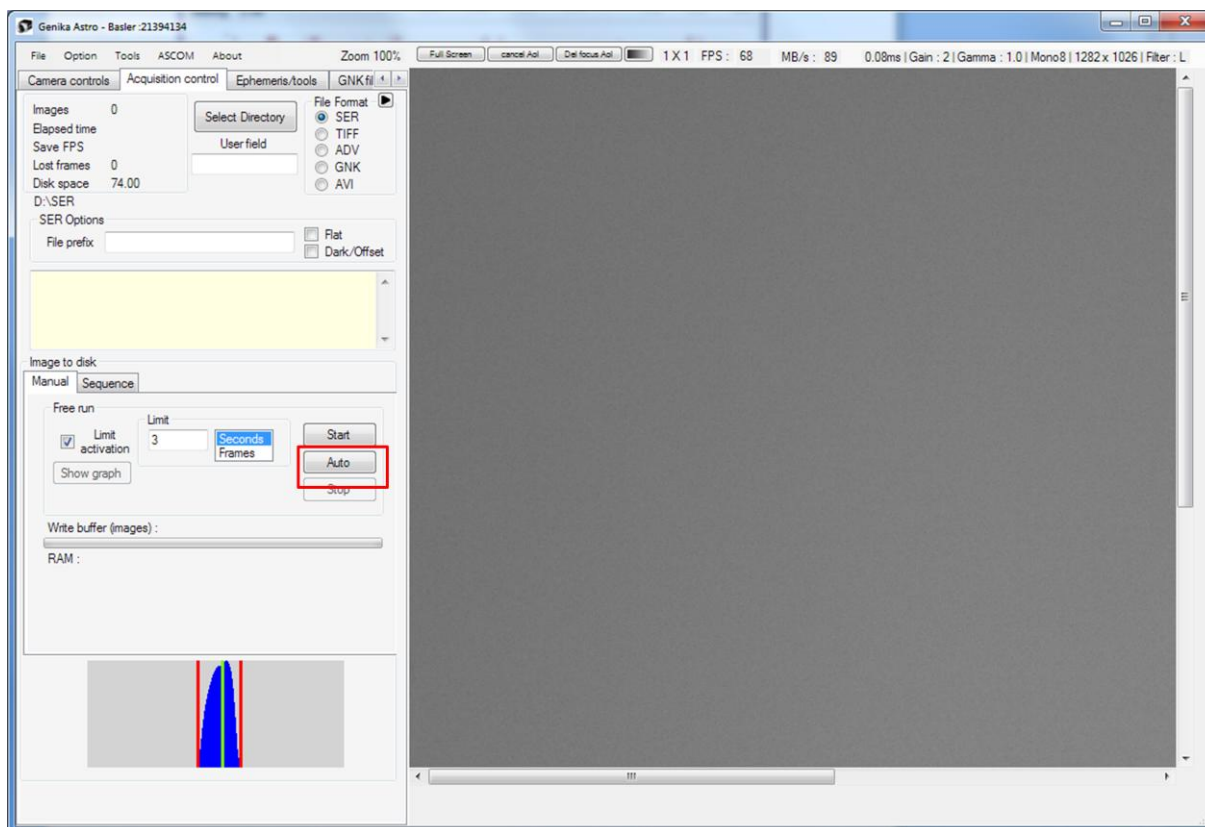 Genika Astro - Basler :21394134
File Option Tools ASCOM About Zoom 100%
Full Screen cancel AoI Del focus AoI 1 X 1 FPS : 68 MB/s : 89 0.08ms | Gain : 2 | Gamma : 1.0 | Mono8 | 1282 x 1026 | Filter : L
Camera controls Acquisition control Ephemeris/tools GNK fil
Images 0
Elapsed time
Save FPS
Lost frames 0
Disk space 74.00
D:\SER
Select Directory
User field
File Format
SER
TIFF
ADV
GNK
AVI
SER Options
File prefix
Flat
Dark/Offset
Image to disk
Manual Sequence
Free run
Limit activation
Limit
3
Seconds
Frames
Show graph
Start
Auto
Stop
Write buffer (images) :
RAM :